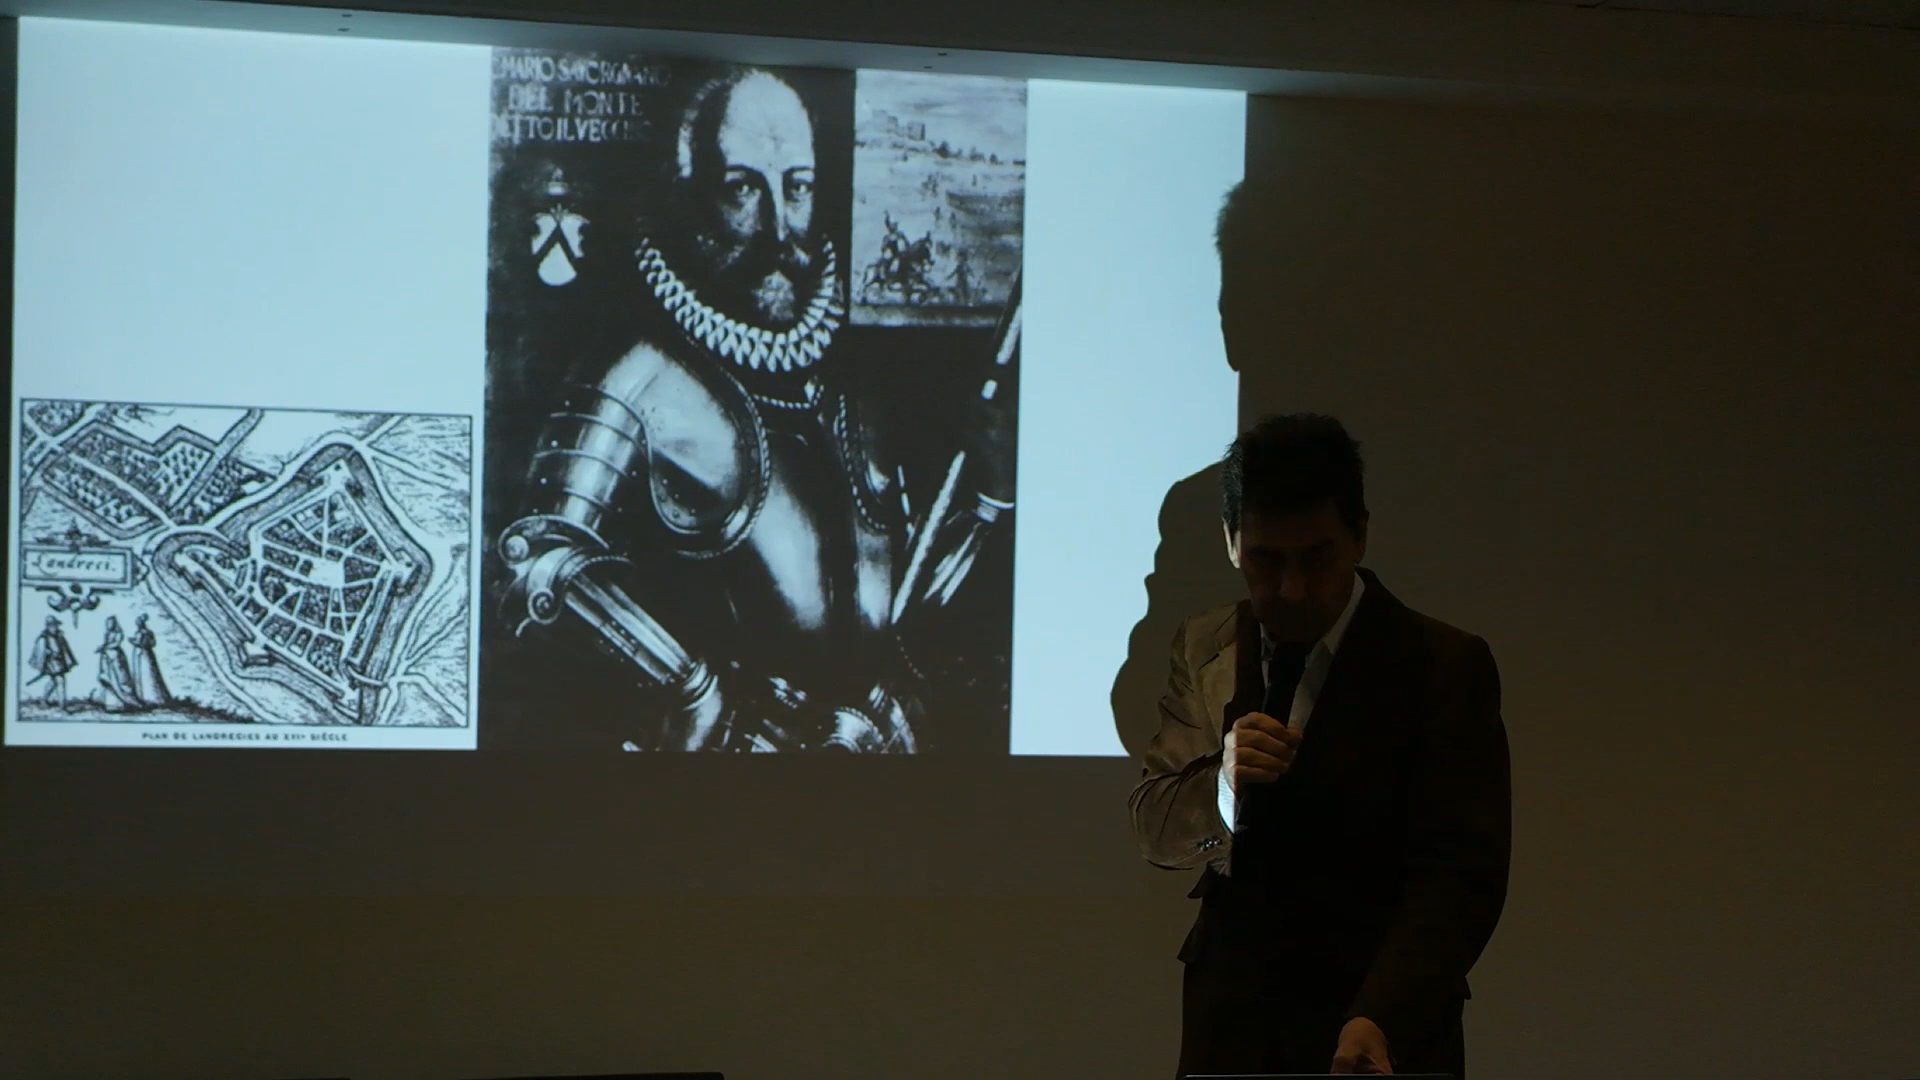 MARIO SAVORGNANO
DEL MONTE
DETTO IL VECCHIO
Landreci.
PLAN DE LANDRECIES AU XVIe SIÈCLE